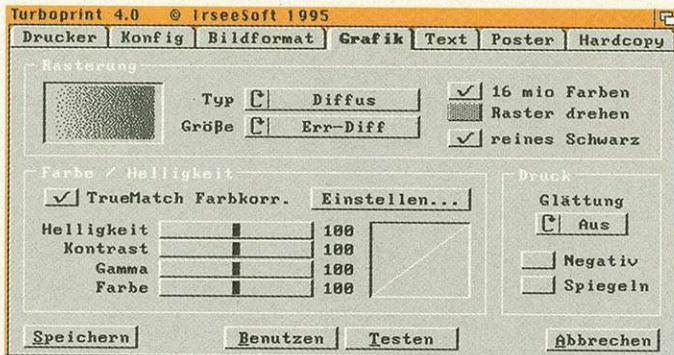 Turboprint 4.0 © IrseeSoft 1995
Drucker Konfig Bildformat Grafik Text Poster Hardcopy
Rasterung
Typ Diffus
Größe Err-Diff
16 mio Farben
Raster drehen
reines Schwarz
Farbe / Helligkeit
TrueMatch Farbkorr. Einstellen...
Helligkeit 100
Kontrast 100
Gamma 100
Farbe 100
Druck
Glättung
Aus
Negativ
Spiegeln
Speichern Benutzen Testen Abbrechen